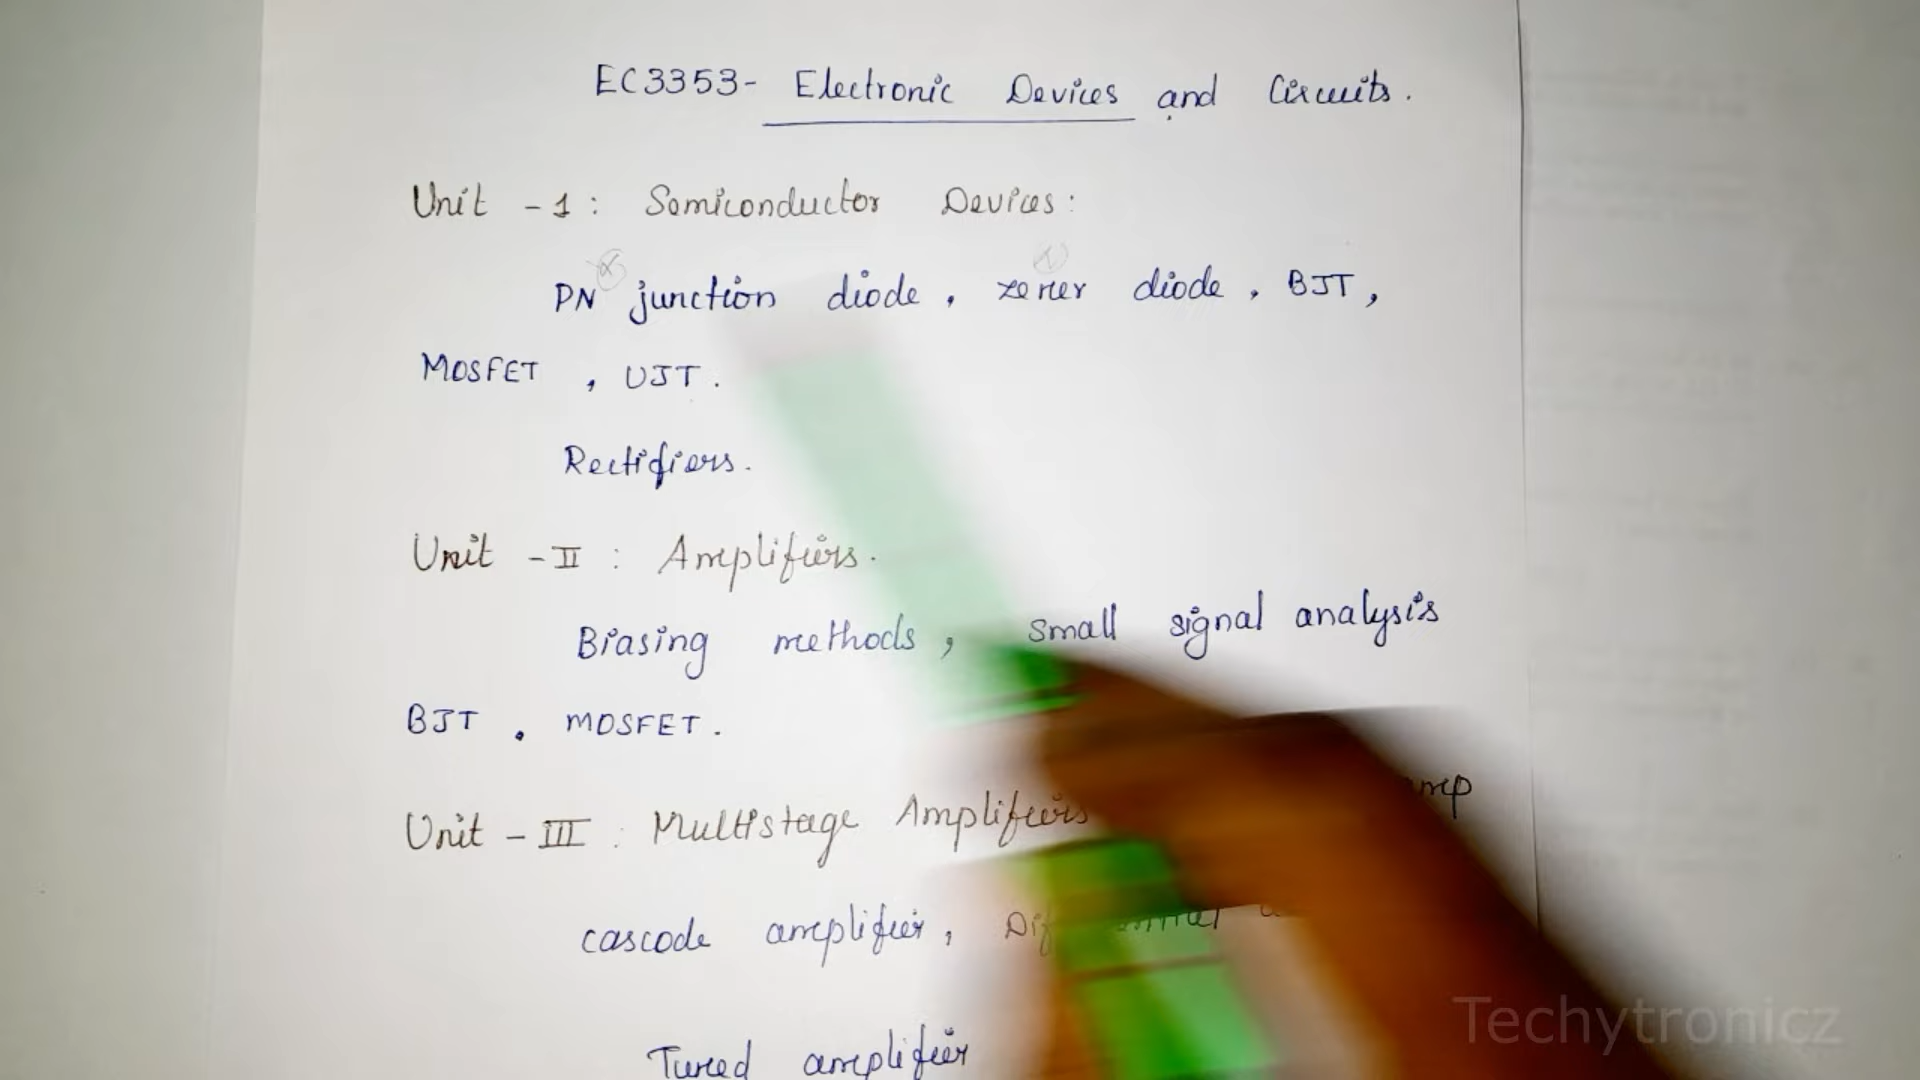 EC3353- Electronic Devices and Circuits.
Unit - 1 : Semiconductor Devices:
PN junction diode, zener diode, BJT,
MOSFET, UJT.
Rectifiers.
Unit - II : Amplifiers.
Biasing methods, small signal analysis
BJT, MOSFET.
Unit - III : Multistage Amplifiers
cascode amplifier,
Tuned amplifier
Techytronicz